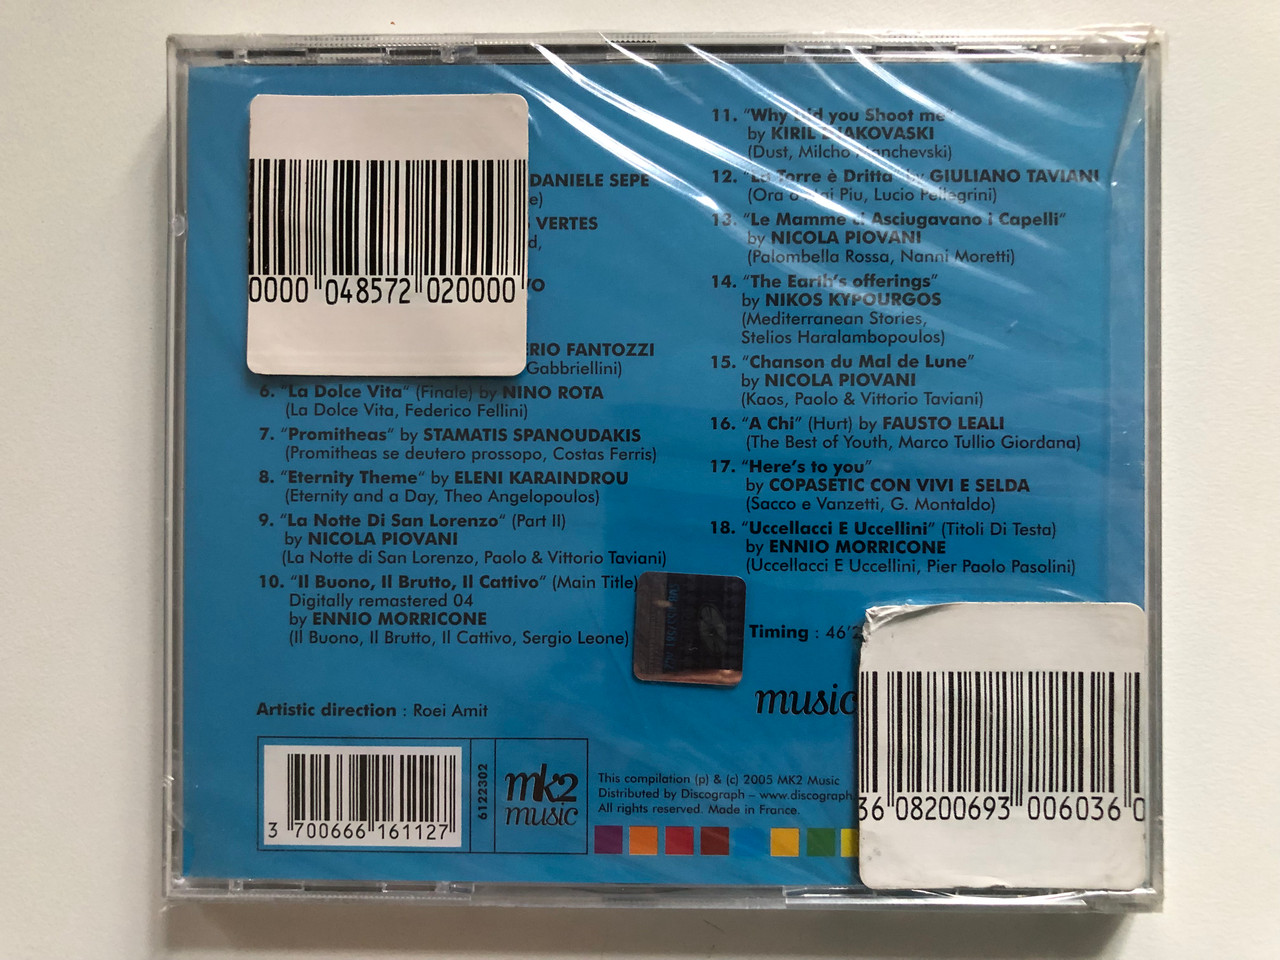 0000 048572 020000
DANIELE SEPE
VERTES
ERIO FANTOZZI
Gabbriellini)
6. "La Dolce Vita" (Finale) by NINO ROTA
(La Dolce Vita, Federico Fellini)
7. "Promitheas" by STAMATIS SPANOUDAKIS
(Promitheas se deutero prossopo, Costas Ferris)
8. "Eternity Theme" by ELENI KARAINDROU
(Eternity and a Day, Theo Angelopoulos)
9. "La Notte Di San Lorenzo" (Part II)
by NICOLA PIOVANI
(La Notte di San Lorenzo, Paolo & Vittorio Taviani)
10. "Il Buono, Il Brutto, Il Cattivo" (Main Title)
Digitally remastered 04
by ENNIO MORRICONE
(Il Buono, Il Brutto, Il Cattivo, Sergio Leone)
11. "Why did you Shoot me"
by KIRIL DJAKOVASKI
(Dust, Milcho Manchevski)
12. "La Torre è Dritta" by GIULIANO TAVIANI
(Ora o Mai Piu, Lucio Pellegrini)
13. "Le Mamme ti Asciugavano i Capelli"
by NICOLA PIOVANI
(Palombella Rossa, Nanni Moretti)
14. "The Earth's offerings"
by NIKOS KYPOURGOS
(Mediterranean Stories,
Stelios Haralambopoulos)
15. "Chanson du Mal de Lune"
by NICOLA PIOVANI
(Kaos, Paolo & Vittorio Taviani)
16. "A Chi" (Hurt) by FAUSTO LEALI
(The Best of Youth, Marco Tullio Giordana)
17. "Here's to you"
by COPASETIC CON VIVI E SELDA
(Sacco e Vanzetti, G. Montaldo)
18. "Uccellacci E Uccellini" (Titoli Di Testa)
by ENNIO MORRICONE
(Uccellacci E Uccellini, Pier Paolo Pasolini)
Timing : 46'2
music
Artistic direction : Roei Amit
3 700666 161127
6122302
mk2
music
This compilation (p) & (c) 2005 MK2 Music
Distributed by Discograph – www.discograph
All rights reserved. Made in France.
36 08200693 006036 0